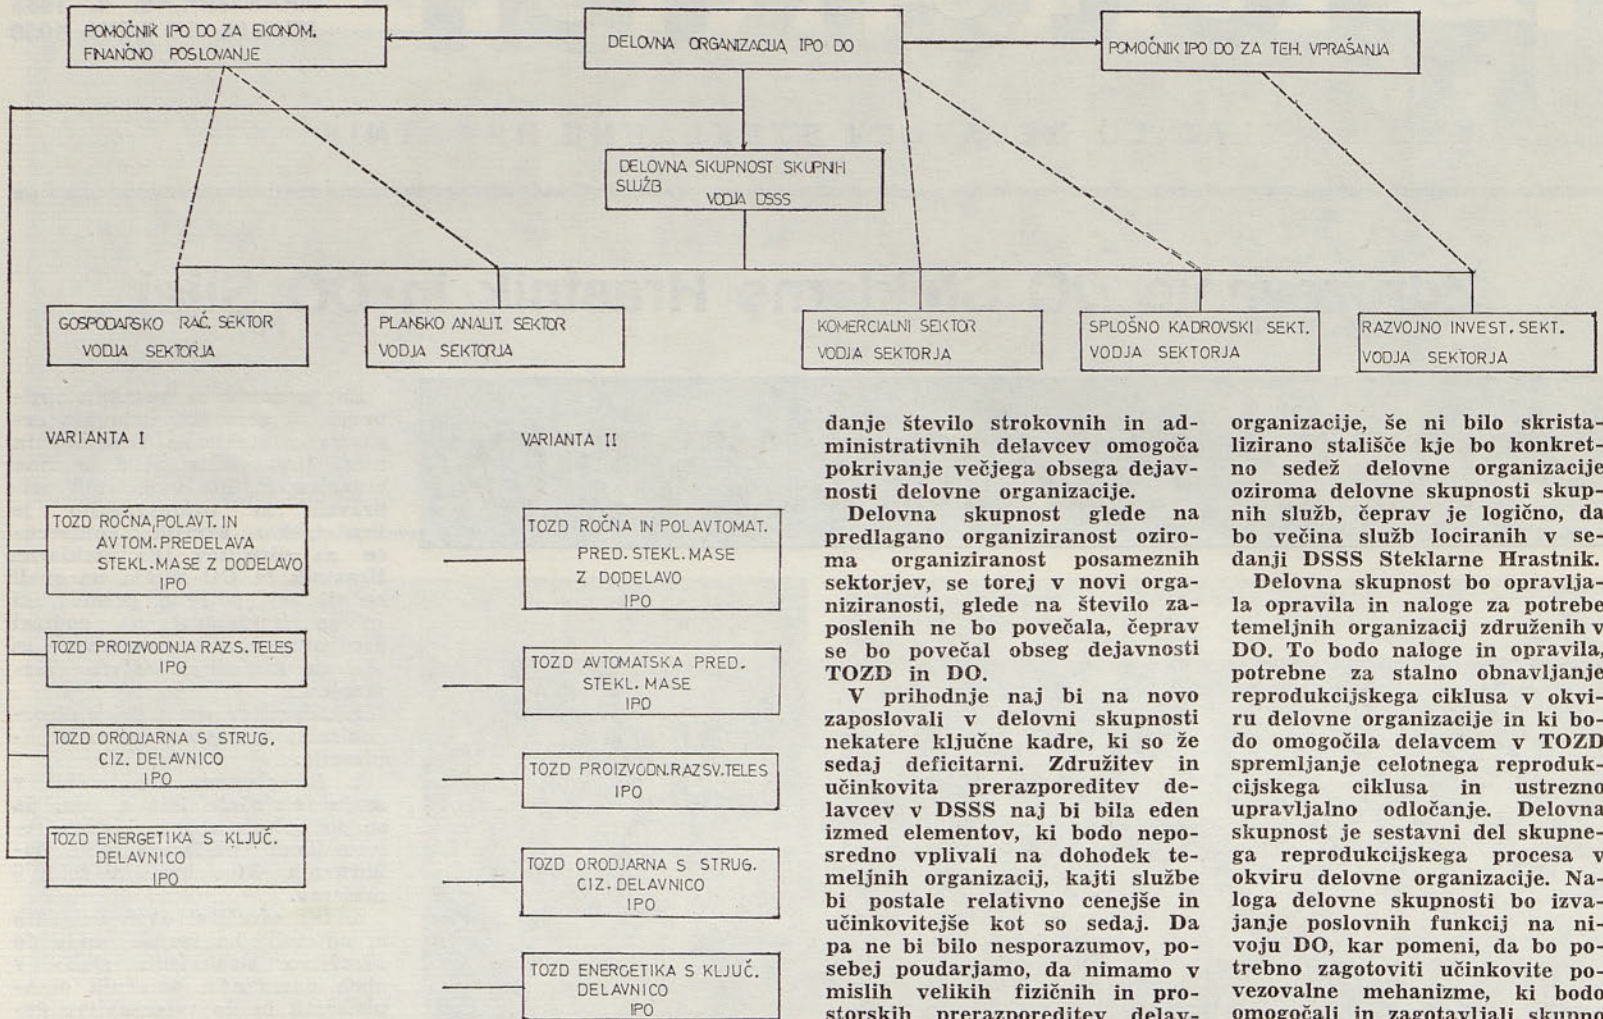 POMOČNIK IPO DO ZA EKONOM.
FINANČNO POSLOVANJE
DELOVNA ORGANIZACIJA IPO DO
POMOČNIK IPO DO ZA TEH. VPRAŠANJA
DELOVNA SKUPNOST SKUPNIH
SLUŽB
VODJA DSSS
GOSPODARSKO RAČ. SEKTOR
VODJA SEKTORJA
PLANSKO ANALIT. SEKTOR
VODJA SEKTORJA
KOMERCIALNI SEKTOR
VODJA SEKTORJA
SPLOŠNO KADROVSKI SEKT.
VODJA SEKTORJA
RAZVOJNO INVEST. SEKT.
VODJA SEKTORJA
VARIANTA I
TOZD ROČNA, POLAVT. IN
AVTOM. PREDELAVA
STEKL. MASE Z DODELAVO
IPO
TOZD PROIZVODNJA RAZS. TELES
IPO
TOZD ORODJARNA S STRUG.
CIZ. DELAVNICO
IPO
TOZD ENERGETIKA S KLJUČ.
DELAVNICO
IPO
VARIANTA II
TOZD ROČNA IN POLAVTOMAT.
PRED. STEKL. MASE
Z DODELAVO
IPO
TOZD AVTOMATSKA PRED.
STEKL. MASE
IPO
TOZD PROIZVODN. RAZSV. TELES
IPO
TOZD ORODJARNA S STRUG.
CIZ. DELAVNICO
IPO
TOZD ENERGETIKA S KLJUČ.
DELAVNICO
IPO
danje število strokovnih in ad-
ministrativnih delavcev omogoča
pokrivanje večjega obsega dejav-
nosti delovne organizacije.
Delovna skupnost glede na
predlagano organiziranost oziro-
ma organiziranost posameznih
sektorjev, se torej v novi orga-
niziranosti, glede na število za-
poslenih ne bo povečala, čeprav
se bo povečal obseg dejavnosti
TOZD in DO.
V prihodnje naj bi na novo
zaposlovali v delovni skupnosti
nekatere ključne kadre, ki so že
sedaj deficitarni. Združitev in
učinkovita prerazporeditev de-
lavcev v DSSS naj bi bila eden
izmed elementov, ki bodo nepo-
sredno vplivali na dohodek te-
meljnih organizacij, kajti službe
bi postale relativno cenejše in
učinkovitejše kot so sedaj. Da
pa ne bi bilo nesporazumov, po-
sebej poudarjamo, da nimamo v
mislih velikih fizičnih in pro-
storskih prerazporeditev delav-
organizacije, še ni bilo skrista-
lizirano stališče kje bo konkret-
no sedež delovne organizacije
oziroma delovne skupnosti skup-
nih služb, čeprav je logično, da
bo večina služb lociranih v se-
danji DSSS Steklarne Hrastnik.
Delovna skupnost bo opravlja-
la opravila in naloge za potrebe
temeljnih organizacij združenih v
DO. To bodo naloge in opravila,
potrebne za stalno obnavljanje
reprodukcijskega ciklusa v okvi-
ru delovne organizacije in ki bo-
do omogočila delavcem v TOZD
spremljanje celotnega reproduk-
cijskega ciklusa in ustrezno
upravljalno odločanje. Delovna
skupnost je sestavni del skupne-
ga reprodukcijskega procesa v
okviru delovne organizacije. Na-
loga delovne skupnosti bo izva-
janje poslovnih funkcij na ni-
voju DO, kar pomeni, da bo po-
trebno zagotoviti učinkovite po-
vezovalne mehanizme, ki bodo
omogočali in zagotavljali skupno